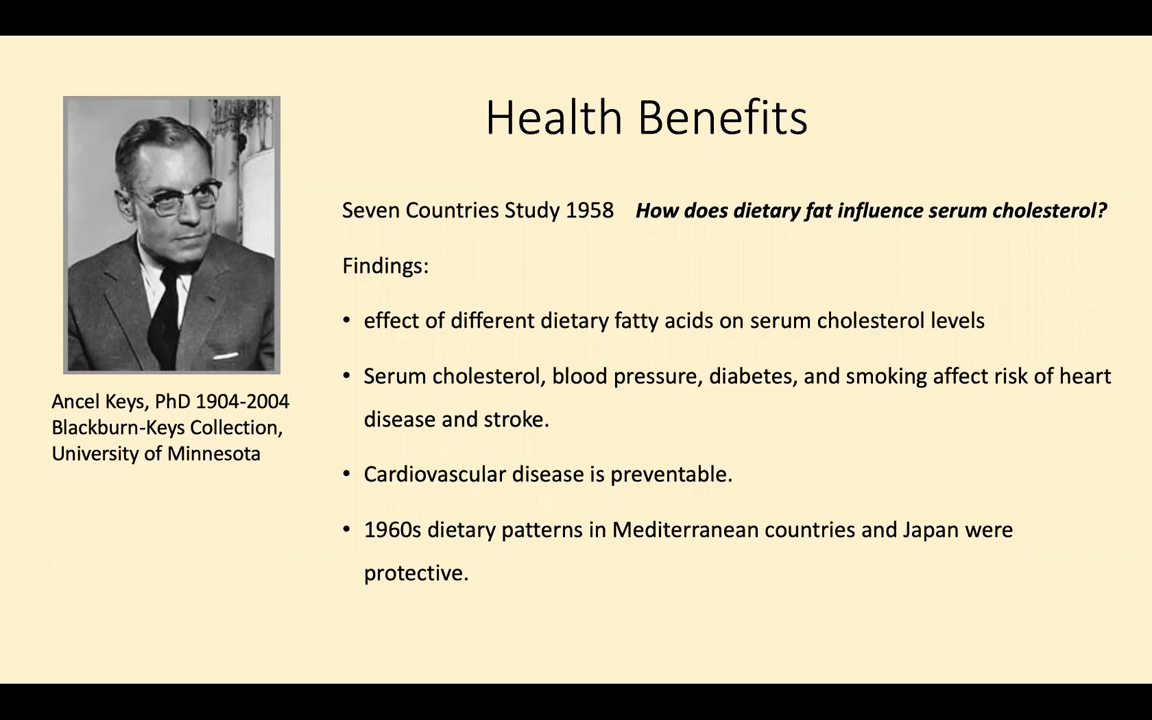 Health Benefits
Seven Countries Study 1958 How does dietary fat influence serum cholesterol?
Findings:
• effect of different dietary fatty acids on serum cholesterol levels
• Serum cholesterol, blood pressure, diabetes, and smoking affect risk of heart
disease and stroke.
• Cardiovascular disease is preventable.
• 1960s dietary patterns in Mediterranean countries and Japan were
protective.
Ancel Keys, PhD 1904-2004
Blackburn-Keys Collection,
University of Minnesota